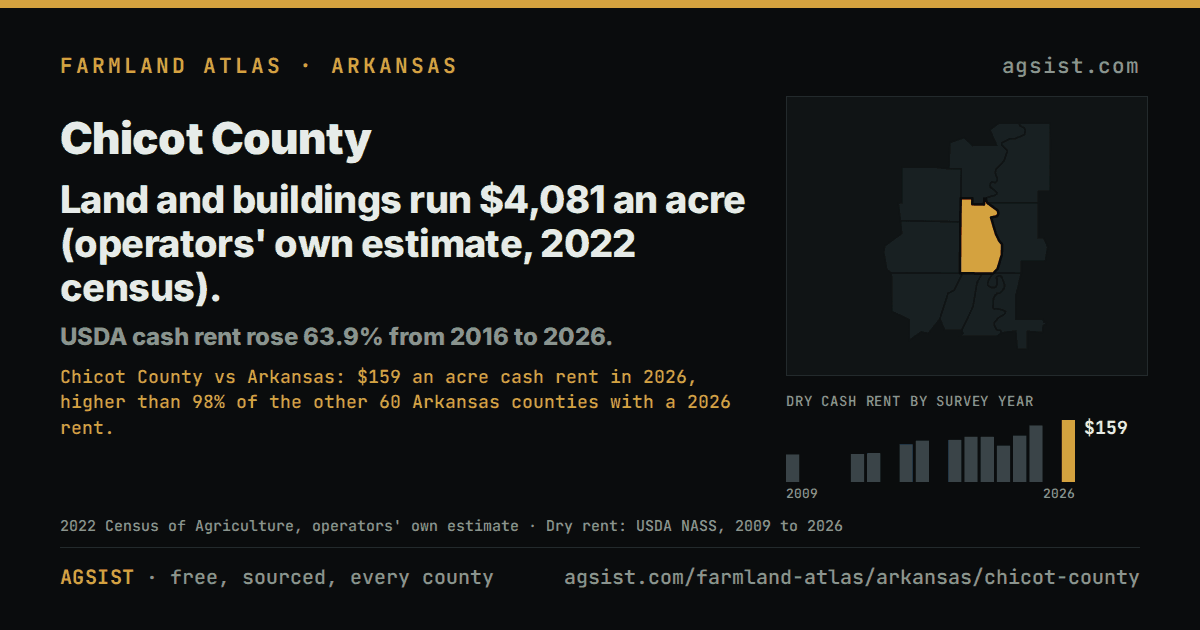 FARMLAND ATLAS · ARKANSAS
agsist.com
Chicot County
Land and buildings run $4,081 an acre
(operators' own estimate, 2022
census).
USDA cash rent rose 63.9% from 2016 to 2026.
Chicot County vs Arkansas: $159 an acre cash rent in 2026,
higher than 98% of the other 60 Arkansas counties with a 2026
rent.
DRY CASH RENT BY SURVEY YEAR
$159
2009
2026
2022 Census of Agriculture, operators' own estimate · Dry rent: USDA NASS, 2009 to 2026
AGSIST · free, sourced, every county
agsist.com/farmland-atlas/arkansas/chicot-county